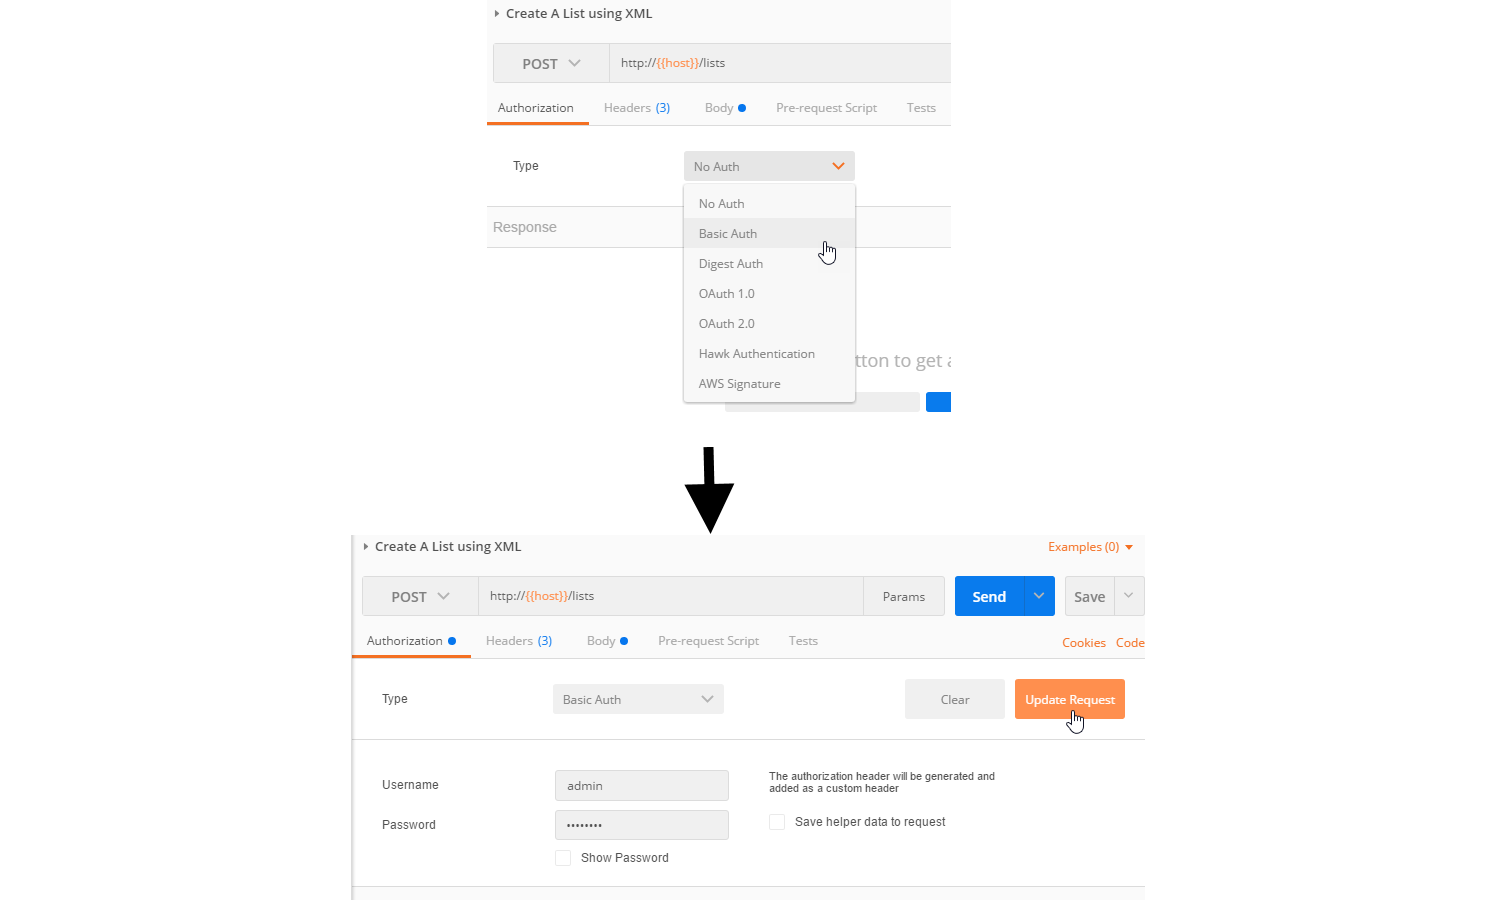 Create A List using XML
POST http://{{host}}/lists
Authorization Headers (3) Body Pre-request Script Tests
Type No Auth
No Auth
Response
Basic Auth
Digest Auth
OAuth 1.0
OAuth 2.0
Hawk Authentication
tton to get a
AWS Signature
Create A List using XML Examples (0)
POST http://{{host}}/lists Params Send Save
Authorization Headers (3) Body Pre-request Script Tests Cookies Code
Type Basic Auth Clear Update Request
Username admin
The authorization header will be generated and
added as a custom header
Password ••••••••
Save helper data to request
Show Password